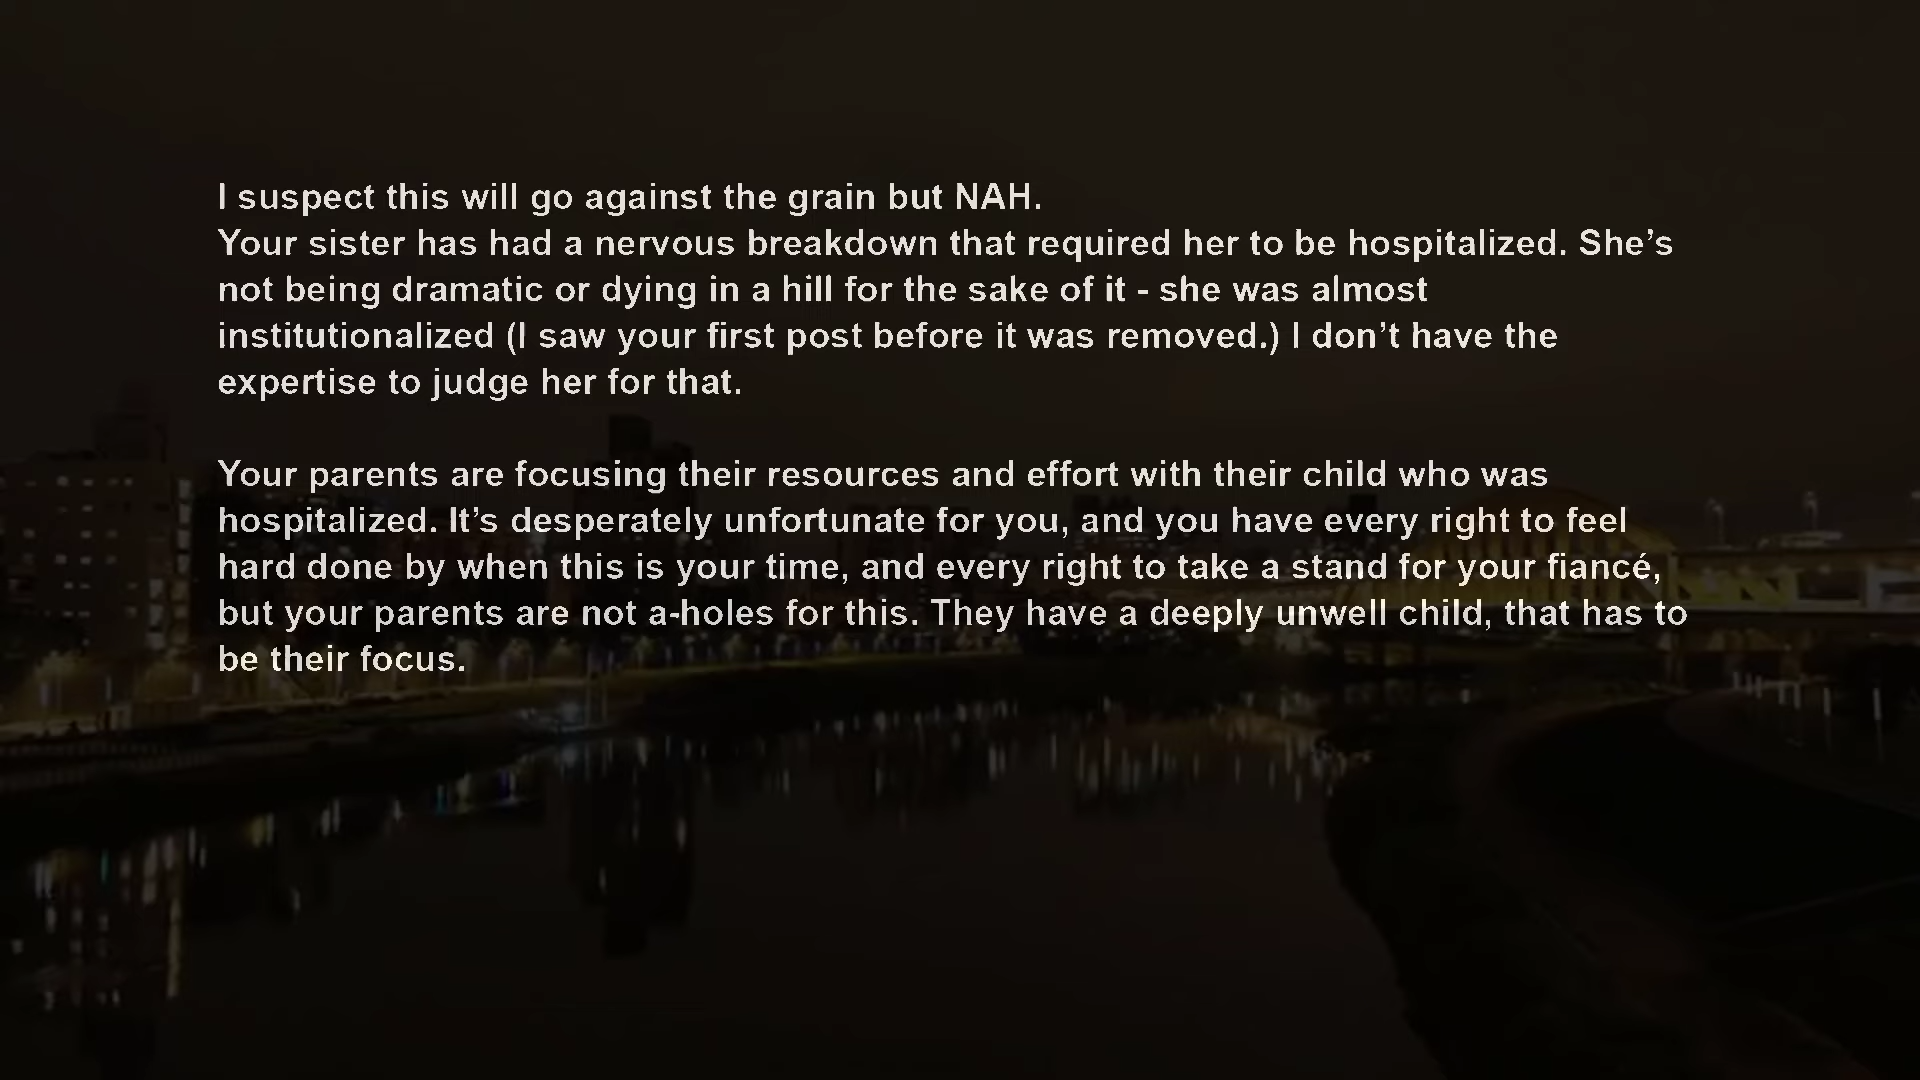 I suspect this will go against the grain but NAH.
Your sister has had a nervous breakdown that required her to be hospitalized. She’s
not being dramatic or dying in a hill for the sake of it - she was almost
institutionalized (I saw your first post before it was removed.) I don’t have the
expertise to judge her for that.
Your parents are focusing their resources and effort with their child who was
hospitalized. It’s desperately unfortunate for you, and you have every right to feel
hard done by when this is your time, and every right to take a stand for your fiancé,
but your parents are not a-holes for this. They have a deeply unwell child, that has to
be their focus.